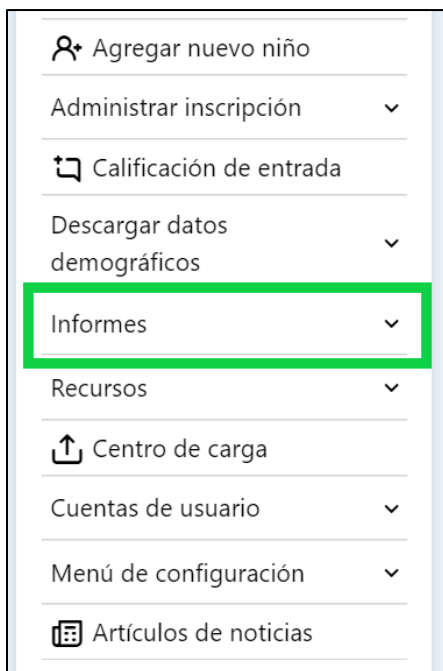 Agregar nuevo niño
Administrar inscripción
Calificación de entrada
Descargar datos
demográficos
Informes
Recursos
Centro de carga
Cuentas de usuario
Menú de configuración
Artículos de noticias